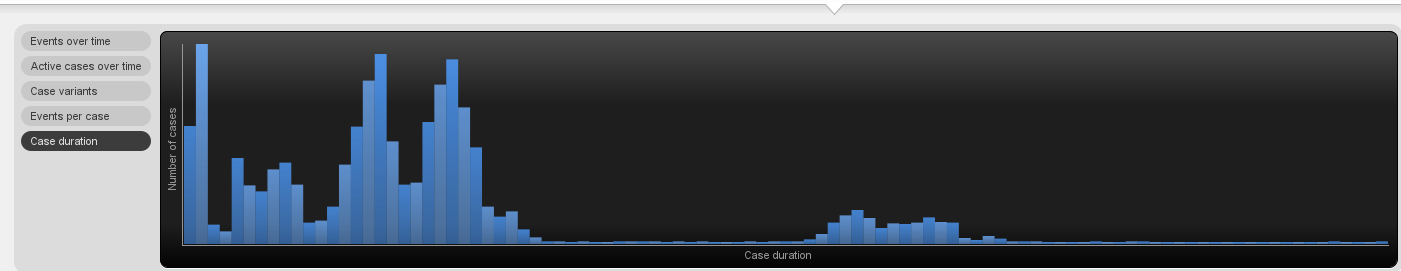 Events over time
Active cases over time
Case variants
Events per case
Case duration
Number of cases
Case duration